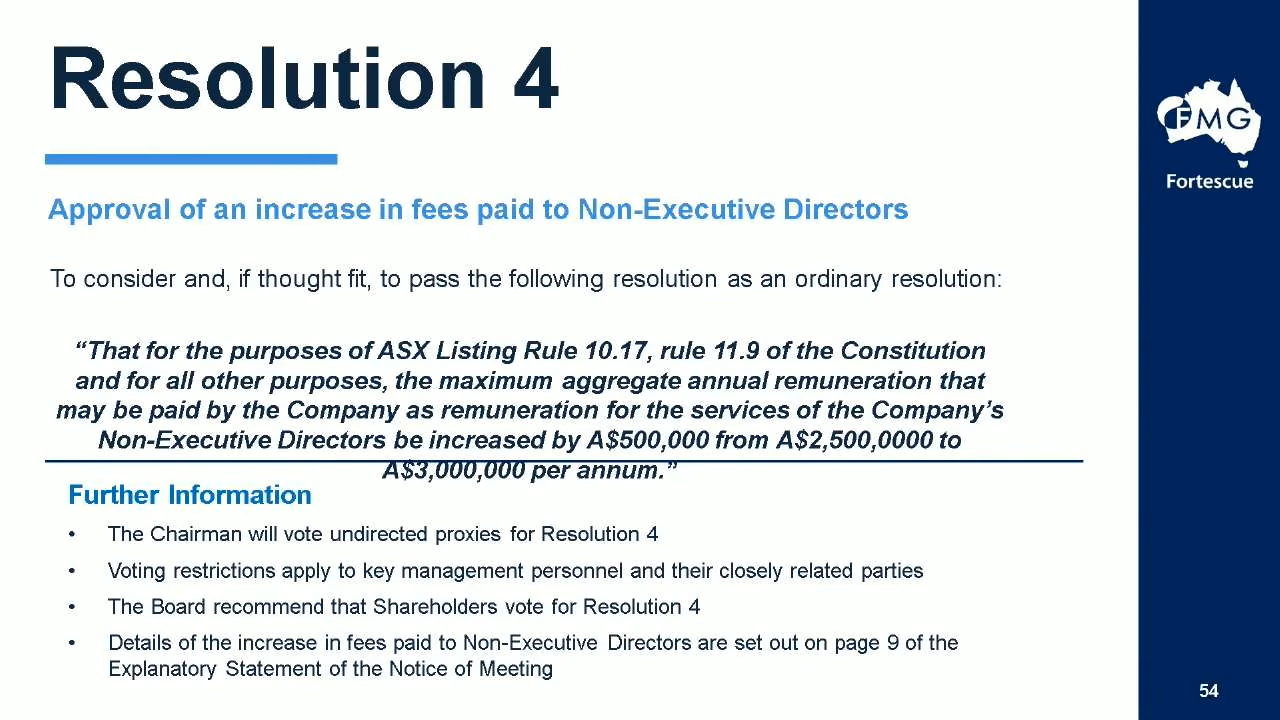 Resolution 4
FMG
Fortescue
Approval of an increase in fees paid to Non-Executive Directors
To consider and, if thought fit, to pass the following resolution as an ordinary resolution:
“That for the purposes of ASX Listing Rule 10.17, rule 11.9 of the Constitution
and for all other purposes, the maximum aggregate annual remuneration that
may be paid by the Company as remuneration for the services of the Company’s
Non-Executive Directors be increased by A$500,000 from A$2,500,0000 to
A$3,000,000 per annum.”
Further Information
• The Chairman will vote undirected proxies for Resolution 4
• Voting restrictions apply to key management personnel and their closely related parties
• The Board recommend that Shareholders vote for Resolution 4
• Details of the increase in fees paid to Non-Executive Directors are set out on page 9 of the
Explanatory Statement of the Notice of Meeting
54